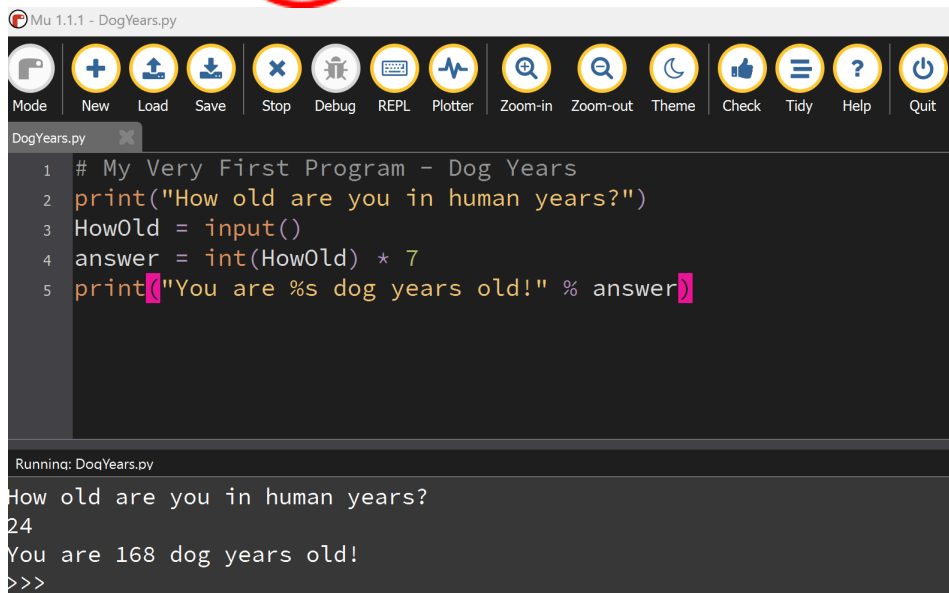 Mu 1.1.1 - DogYears.py
Mode New Load Save Stop Debug REPL Plotter Zoom-in Zoom-out Theme Check Tidy Help Quit
DogYears.py
1 # My Very First Program - Dog Years
2 print("How old are you in human years?")
3 HowOld = input()
4 answer = int(HowOld) * 7
5 print("You are %s dog years old!" % answer)
Running: DogYears.py
How old are you in human years?
24
You are 168 dog years old!
>>>